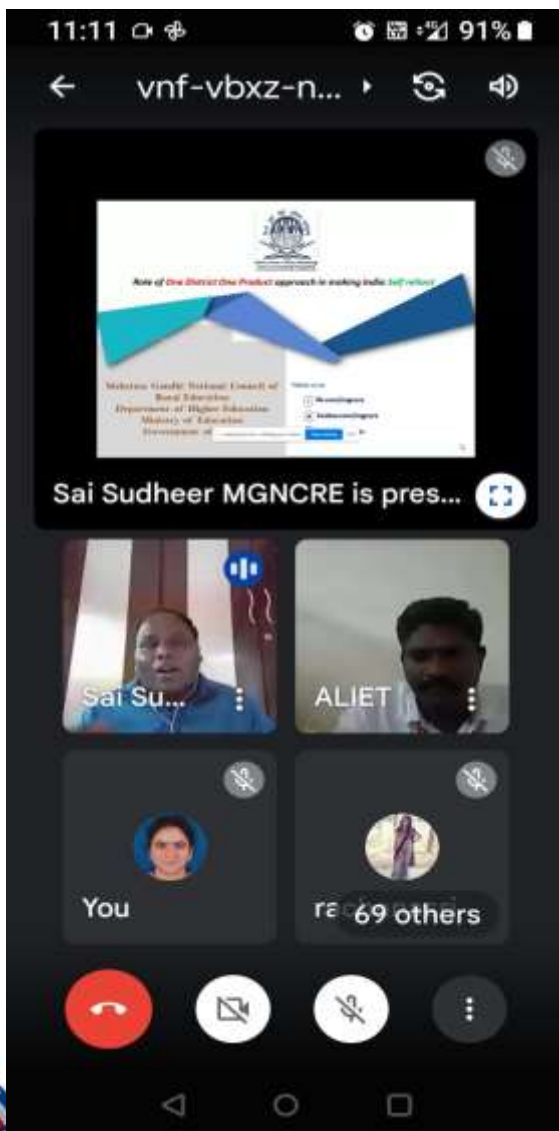 11:11
91%
vnf-vbxz-n...
Role of One District One Product approach in making India Self reliant
Mahatma Gandhi National Council of
Rural Education
Department of Higher Education
Ministry of Education
Government of
Sai Sudheer MGNCRE is pres...
Sai Su...
ALIET
You
69 others